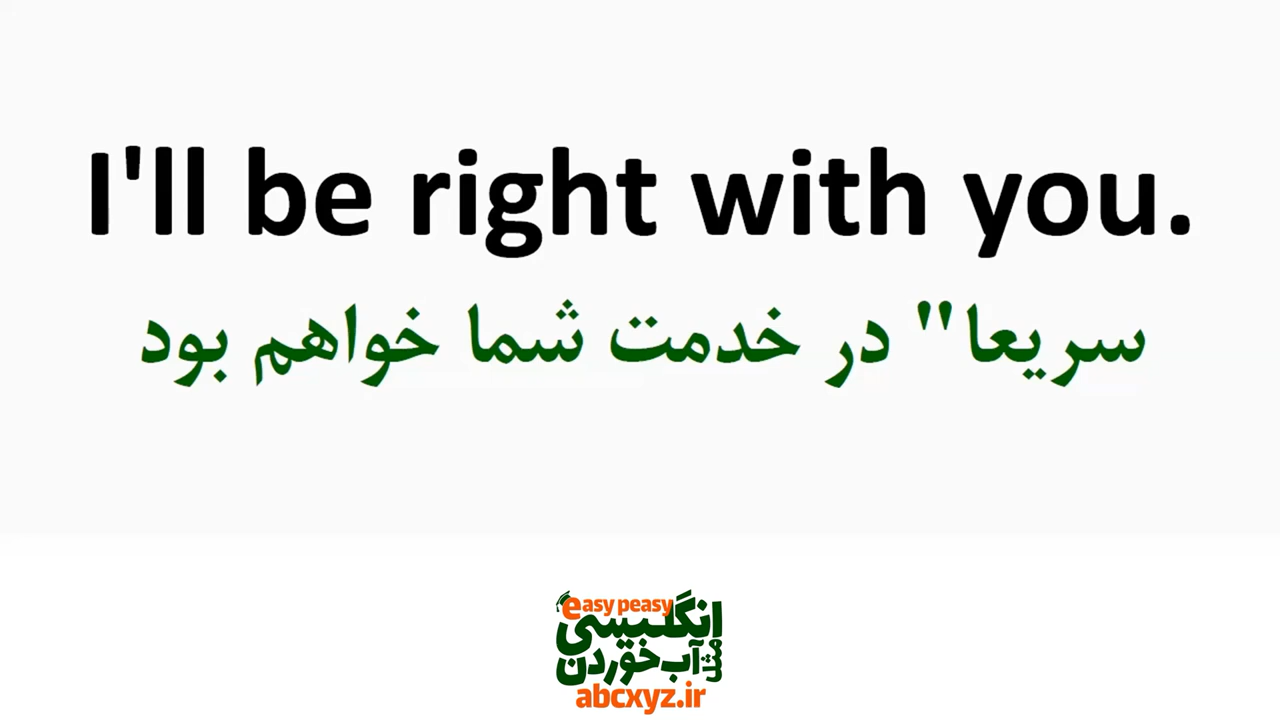 I'll be right with you.
سریعا" در خدمت شما خواهم بود
easy peasy
انگلیسی
مثل آب خوردن
abcxyz.ir